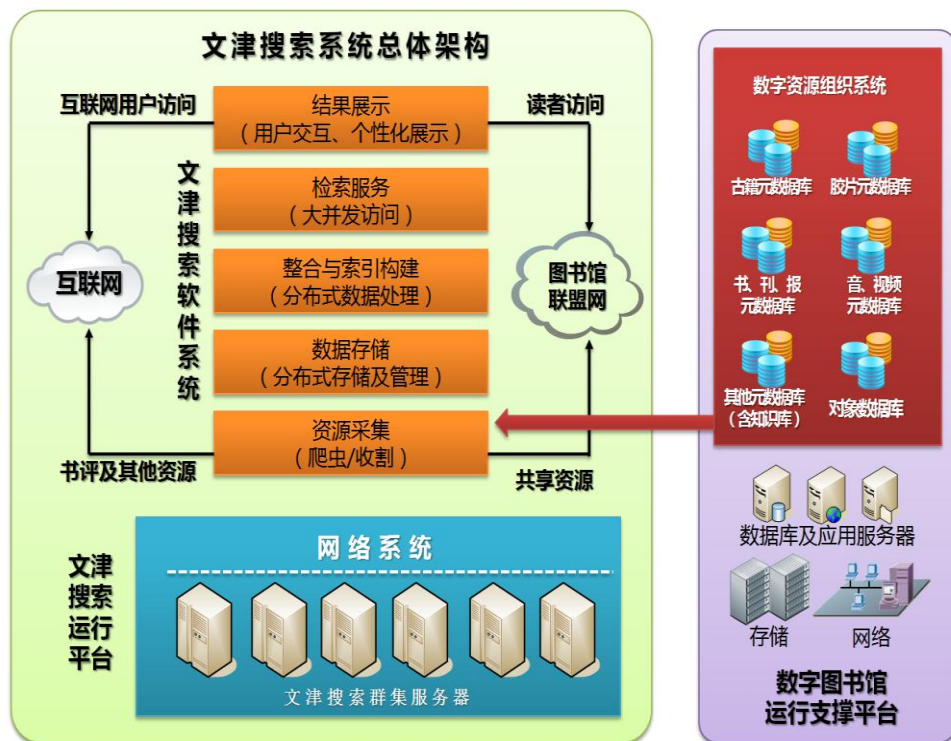 文津搜索系统总体架构
互联网用户访问
结果展示
（用户交互、个性化展示）
读者访问
文津搜索软件系统
检索服务
（大并发访问）
互联网
整合与索引构建
（分布式数据处理）
图书馆
联盟网
数据存储
（分布式存储及管理）
资源采集
（爬虫/收割）
书评及其他资源
共享资源
文津
搜索
运行
平台
网络系统
文津搜索群集服务器
数字资源组织系统
古籍元数据库
胶片元数据库
书、刊、报
元数据库
音、视频
元数据库
其他元数据库
（含知识库）
对象数据库
数据库及应用服务器
存储
网络
数字图书馆
运行支撑平台